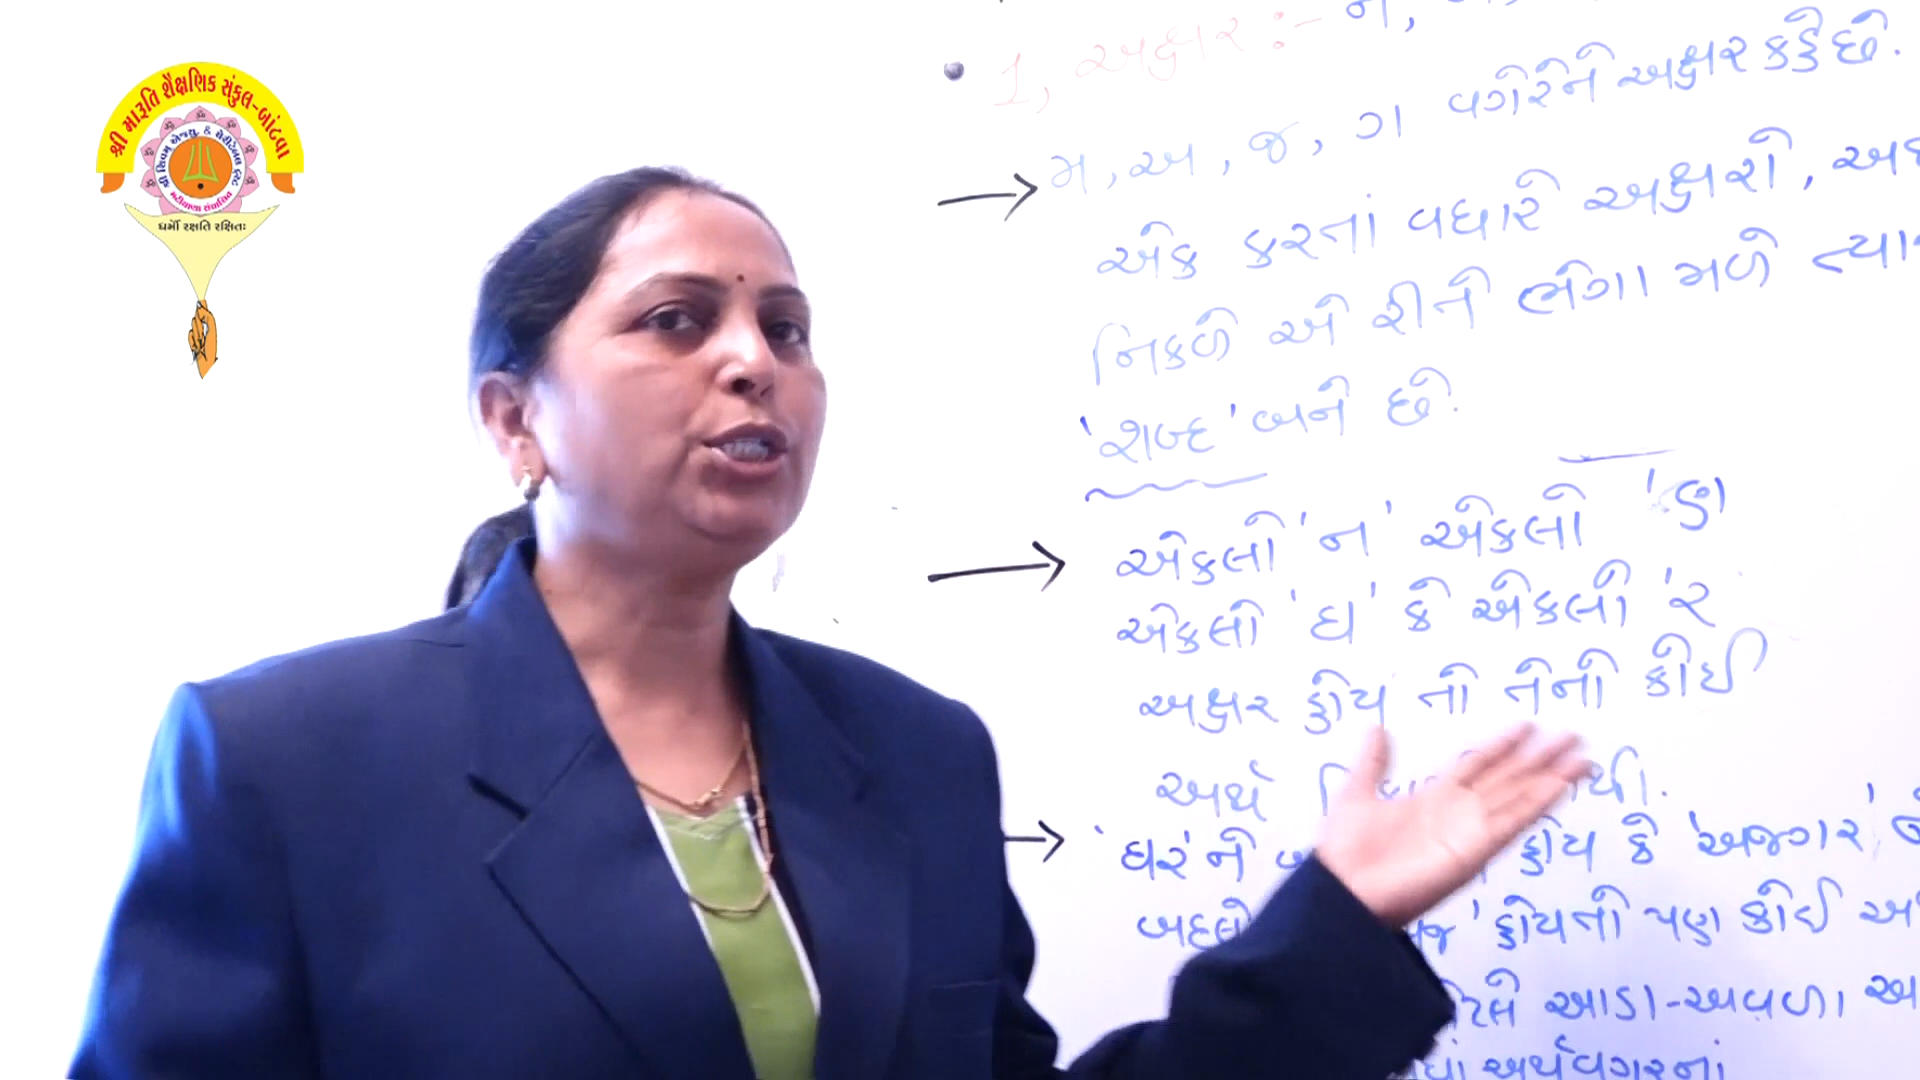 શ્રી મારૂતિ શૈક્ષણિક સંકુલ-બાંટવા
ધર્મો રક્ષતિ રક્ષિતઃ
1, અક્ષર :- ન,
મ, અ, જ, ગ વગેરેને અક્ષર કહે છે.
એક કરતાં વધારે અક્ષરો,
નિકળે એ રીતે ભેગા મળે
'શબ્દ' બને છે.
એકલો 'ન' એકલો 'ણ
એકલો 'ઘ' કે એકલો 'ર
અક્ષર હોય તો તેનો કોઈ
અર્થ
'ઘર'ને હોય કે 'અજગર'
હોય તો પણ કોઈ
આડા-અવળા
અર્થવગરનાં